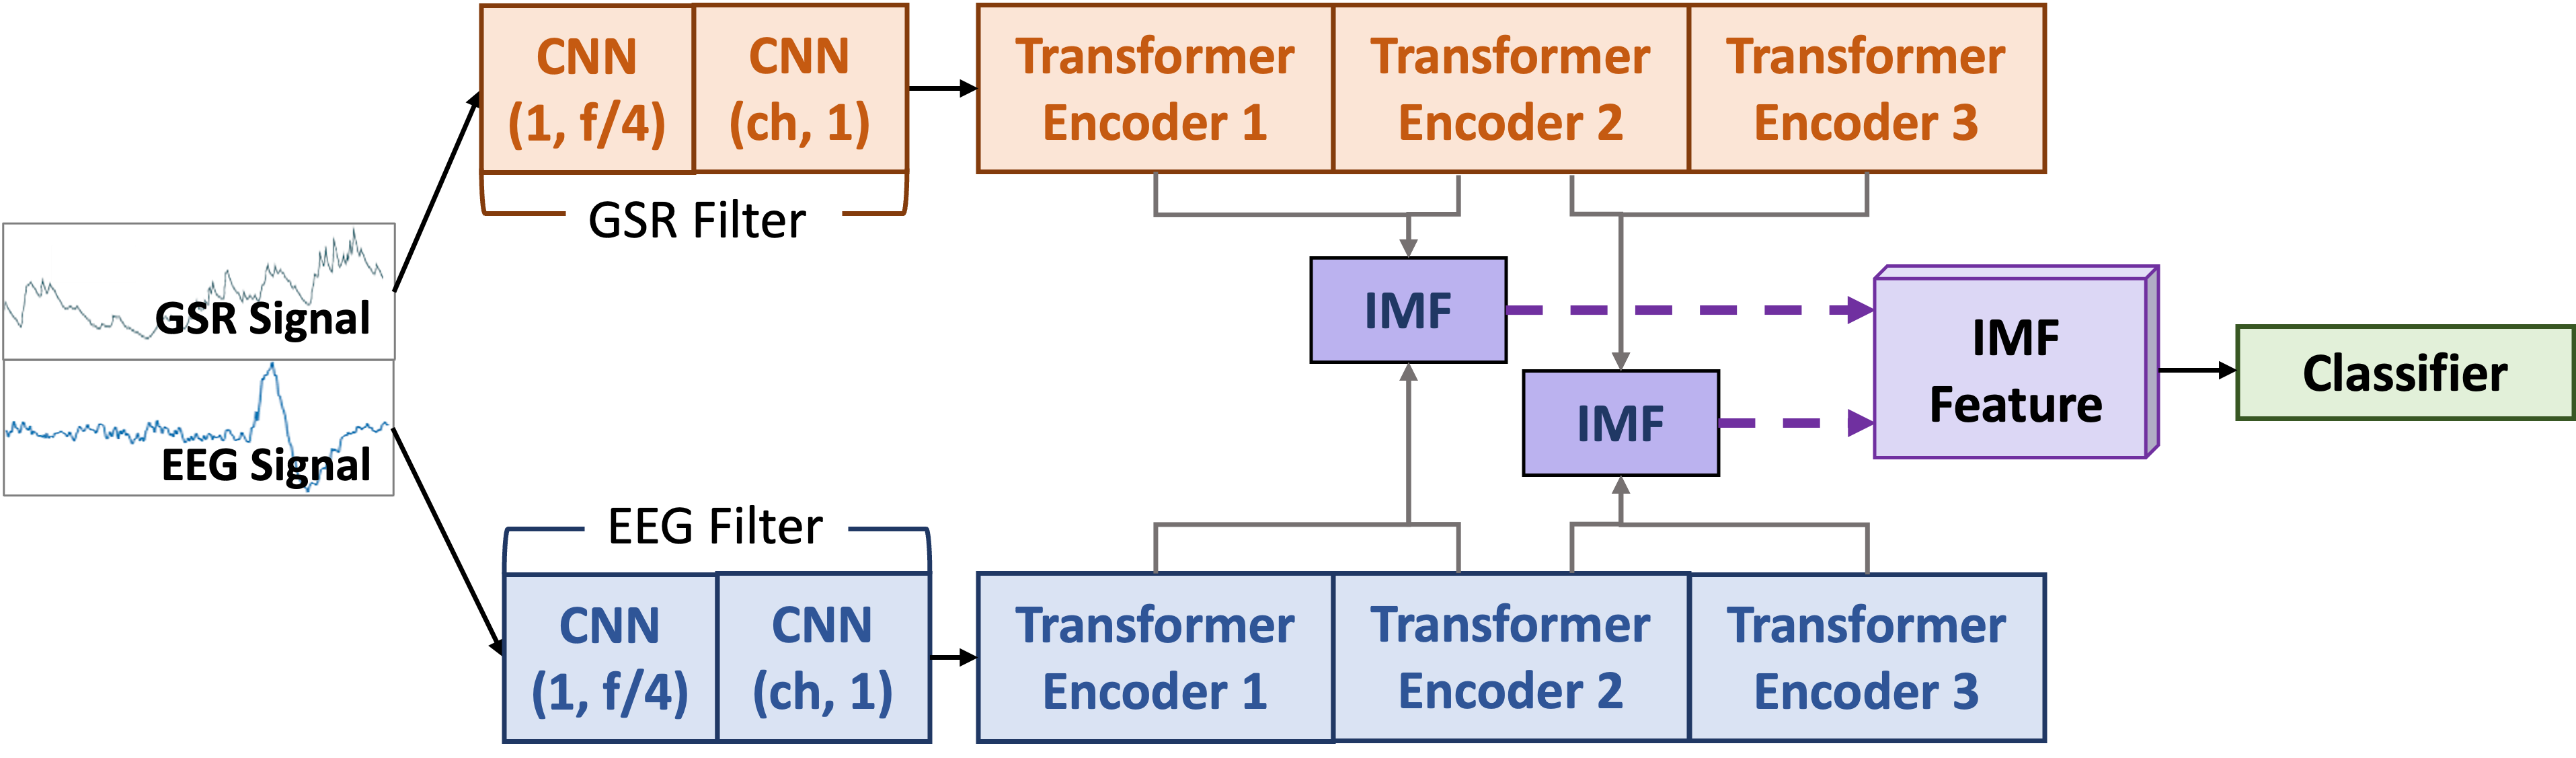 CNN
(1, f/4)
CNN
(ch, 1)
Transformer
Encoder 1
Transformer
Encoder 2
Transformer
Encoder 3
GSR Filter
GSR Signal
EEG Signal
IMF
IMF
IMF
Feature
Classifier
EEG Filter
CNN
(1, f/4)
CNN
(ch, 1)
Transformer
Encoder 1
Transformer
Encoder 2
Transformer
Encoder 3